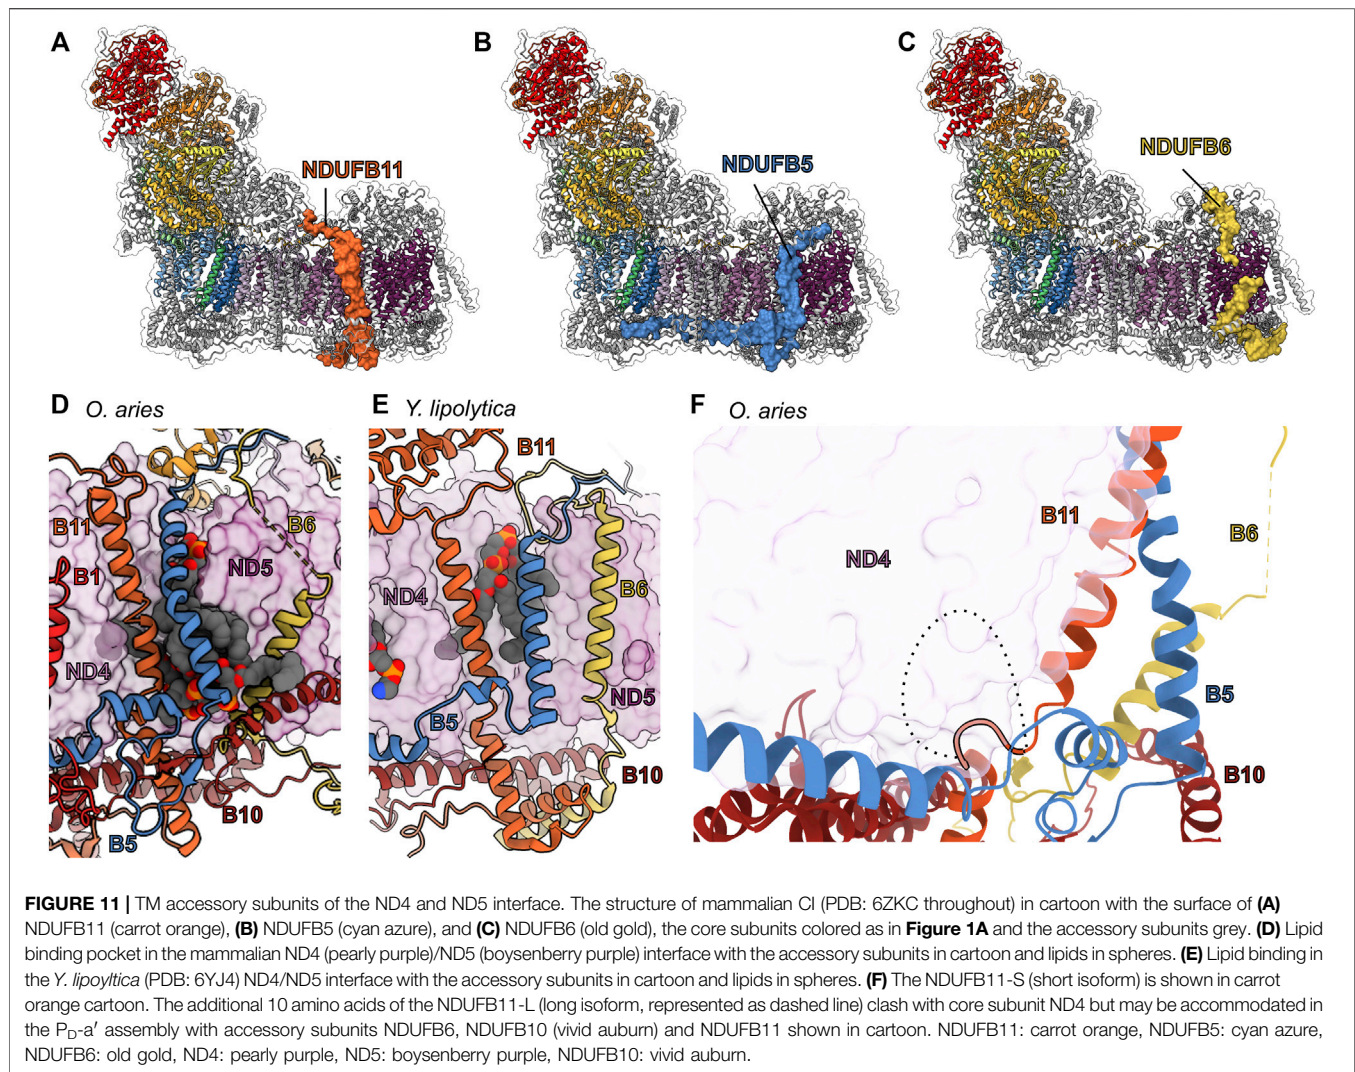 A
B
C
NDUFB11
NDUFB5
NDUFB6
D O. aries
B11
B1
ND4
B5
B10
B6
ND5
E Y. lipolytica
B11
ND4
B5
B6
ND5
B10
F O. aries
ND4
B11
B6
B5
B10
FIGURE 11 | TM accessory subunits of the ND4 and ND5 interface. The structure of mammalian CI (PDB: 6ZKC throughout) in cartoon with the surface of (A)
NDUFB11 (carrot orange), (B) NDUFB5 (cyan azure), and (C) NDUFB6 (old gold), the core subunits colored as in Figure 1A and the accessory subunits grey. (D) Lipid
binding pocket in the mammalian ND4 (pearly purple)/ND5 (boysenberry purple) interface with the accessory subunits in cartoon and lipids in spheres. (E) Lipid binding in
the Y. lipoyltica (PDB: 6YJ4) ND4/ND5 interface with the accessory subunits in cartoon and lipids in spheres. (F) The NDUFB11-S (short isoform) is shown in carrot
orange cartoon. The additional 10 amino acids of the NDUFB11-L (long isoform, represented as dashed line) clash with core subunit ND4 but may be accommodated in
the PD-a′ assembly with accessory subunits NDUFB6, NDUFB10 (vivid auburn) and NDUFB11 shown in cartoon. NDUFB11: carrot orange, NDUFB5: cyan azure,
NDUFB6: old gold, ND4: pearly purple, ND5: boysenberry purple, NDUFB10: vivid auburn.